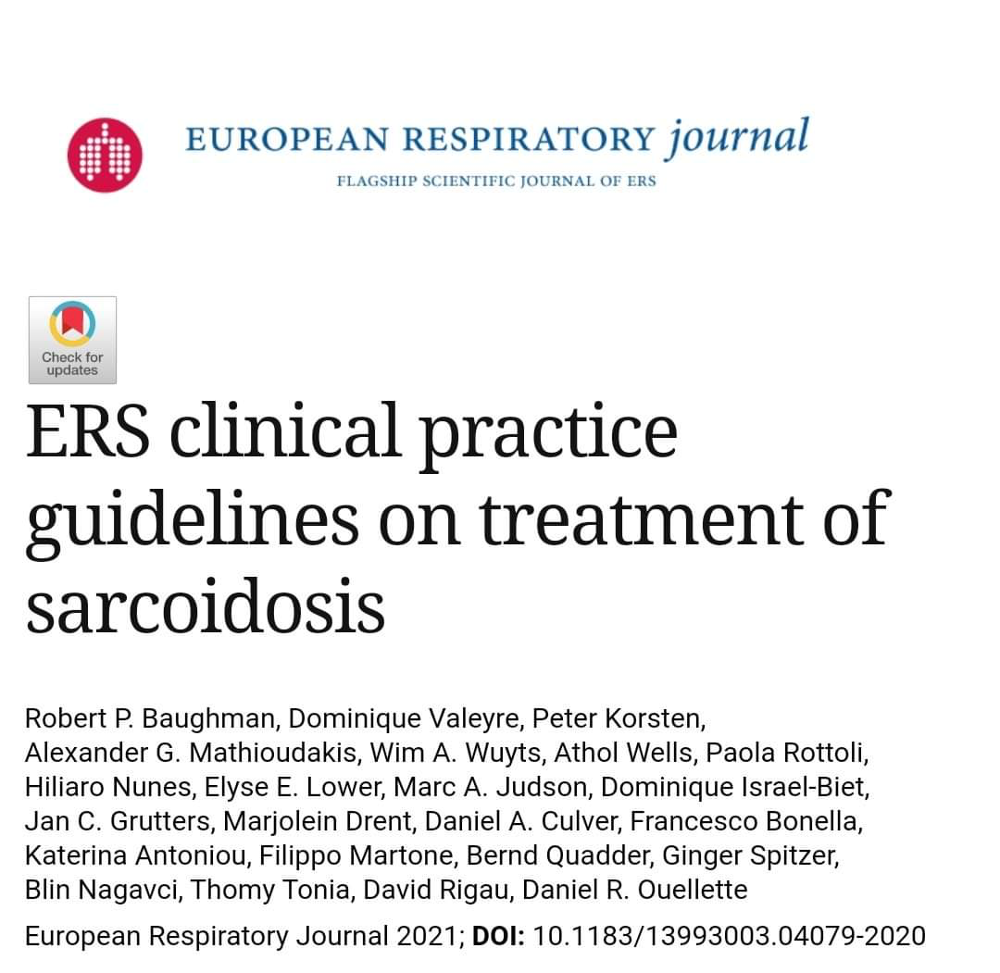 EUROPEAN RESPIRATORY journal
FLAGSHIP SCIENTIFIC JOURNAL OF ERS
Check for
updates
ERS clinical practice
guidelines on treatment of
sarcoidosis
Robert P. Baughman, Dominique Valeyre, Peter Korsten,
Alexander G. Mathioudakis, Wim A. Wuyts, Athol Wells, Paola Rottoli,
Hiliaro Nunes, Elyse E. Lower, Marc A. Judson, Dominique Israel-Biet,
Jan C. Grutters, Marjolein Drent, Daniel A. Culver, Francesco Bonella,
Katerina Antoniou, Filippo Martone, Bernd Quadder, Ginger Spitzer,
Blin Nagavci, Thomy Tonia, David Rigau, Daniel R. Ouellette
European Respiratory Journal 2021; DOI: 10.1183/13993003.04079-2020